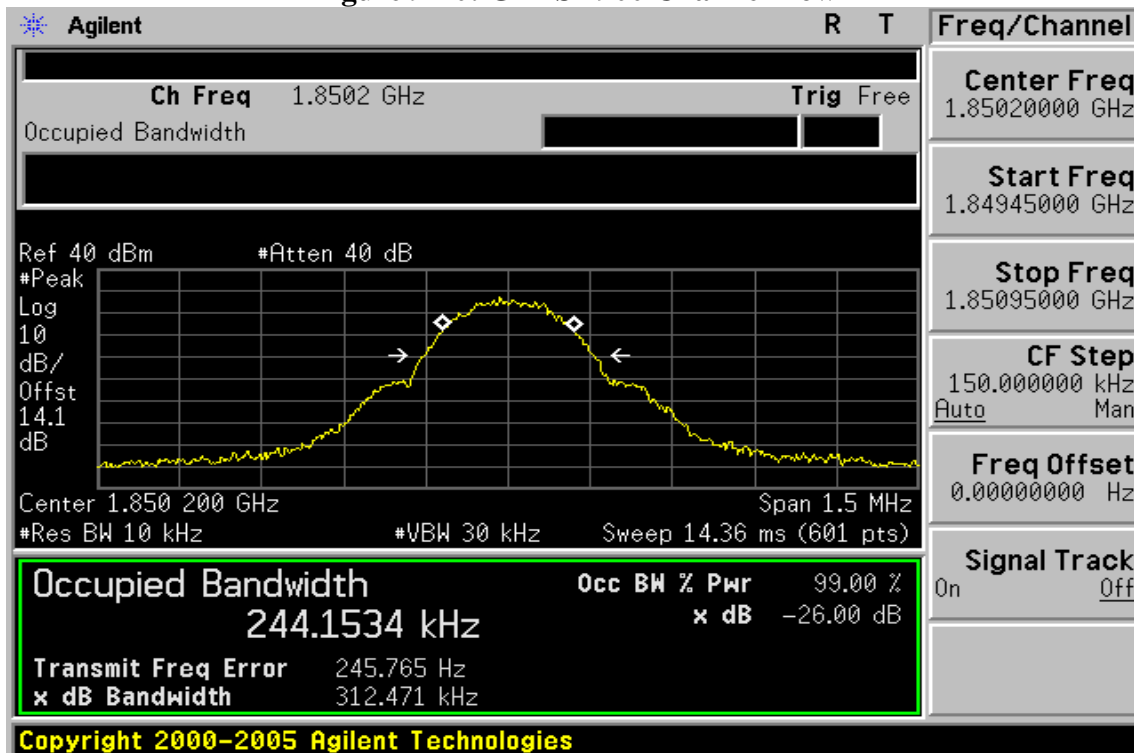 Agilent
R T
Freq/Channel
Ch Freq 1.8502 GHz
Trig Free
Occupied Bandwidth
Center Freq
1.85020000 GHz
Start Freq
1.84945000 GHz
Stop Freq
1.85095000 GHz
CF Step
150.000000 kHz
Auto Man
Freq Offset
0.00000000 Hz
Signal Track
On Off
Ref 40 dBm
#Atten 40 dB
#Peak
Log
10
dB/
Offst
14.1
dB
Center 1.850 200 GHz
Span 1.5 MHz
#Res BW 10 kHz
#VBW 30 kHz
Sweep 14.36 ms (601 pts)
Occupied Bandwidth
244.1534 kHz
Occ BW % Pwr 99.00 %
x dB -26.00 dB
Transmit Freq Error 245.765 Hz
x dB Bandwidth 312.471 kHz
Copyright 2000-2005 Agilent Technologies